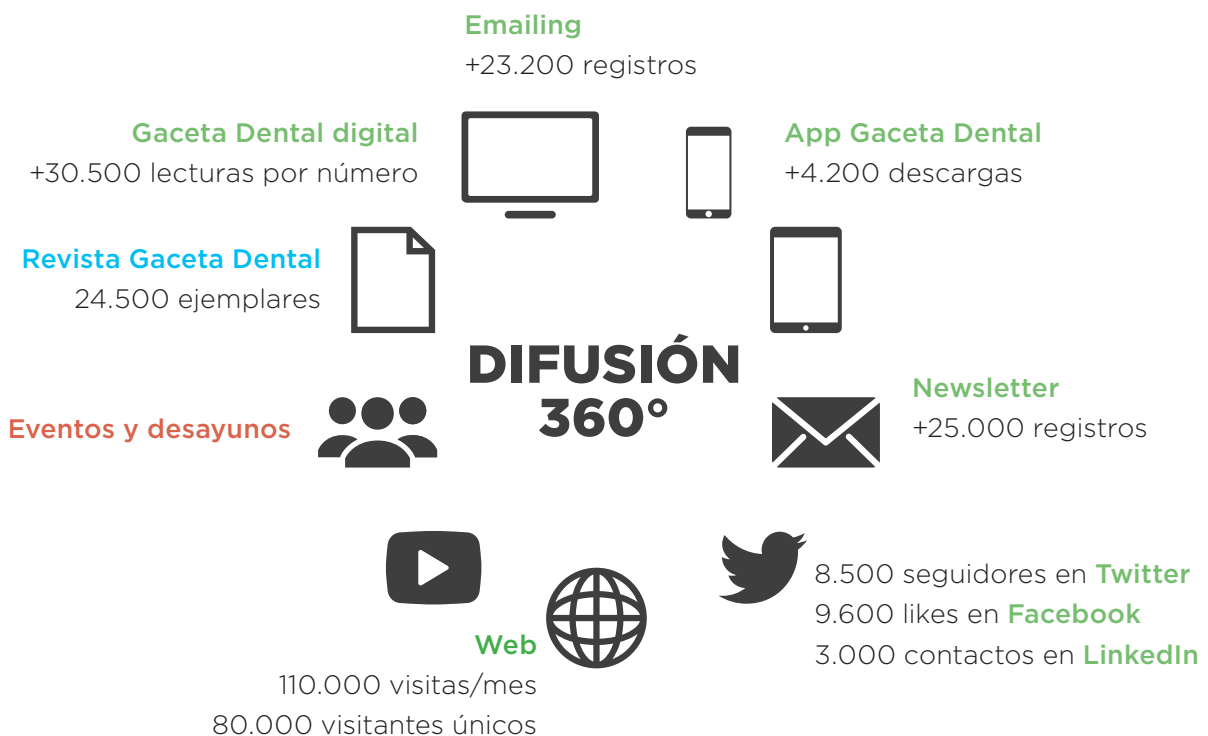 Emailing
+23.200 registros
Gaceta Dental digital
+30.500 lecturas por número
App Gaceta Dental
+4.200 descargas
Revista Gaceta Dental
24.500 ejemplares
DIFUSIÓN
360°
Newsletter
+25.000 registros
Eventos y desayunos
8.500 seguidores en Twitter
9.600 likes en Facebook
3.000 contactos en LinkedIn
Web
110.000 visitas/mes
80.000 visitantes únicos